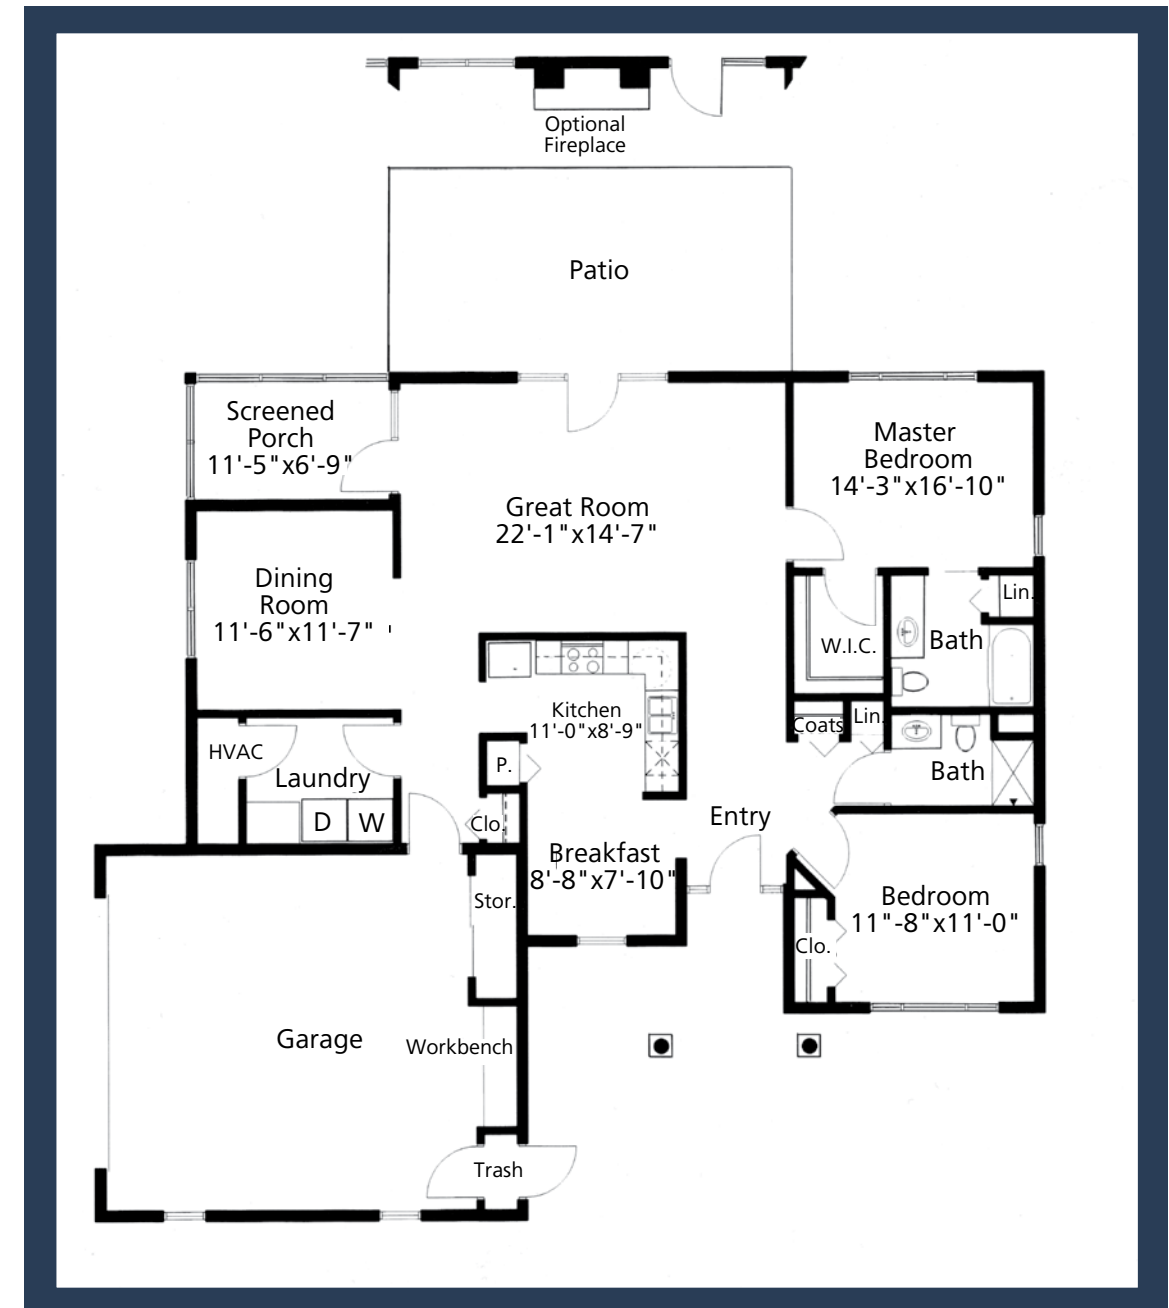 Optional
Fireplace
Patio
Screened
Porch
11'-5"x6'-9"
Master
Bedroom
14'-3"x16'-10"
Great Room
22'-1"x14'-7"
Dining
Room
11'-6"x11'-7"
Lin.
W.I.C.
Bath
Kitchen
11'-0"x8'-9"
Coats
Lin.
HVAC
Laundry
P.
Bath
D
W
Clo.
Entry
Breakfast
8'-8"x7'-10"
Bedroom
11"-8"x11'-0"
Stor.
Clo.
Garage
Workbench
Trash